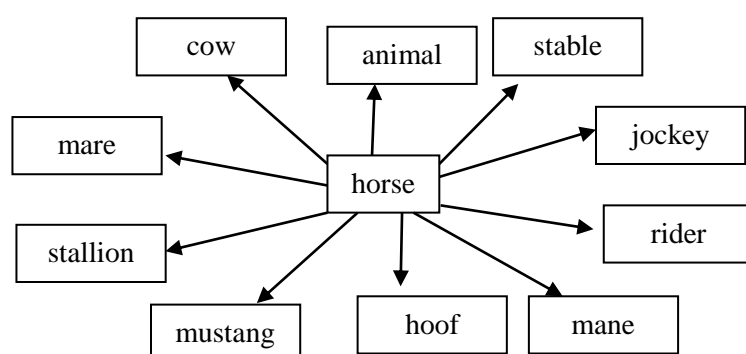 cow
animal
stable
mare
horse
jockey
stallion
rider
mustang
hoof
mane